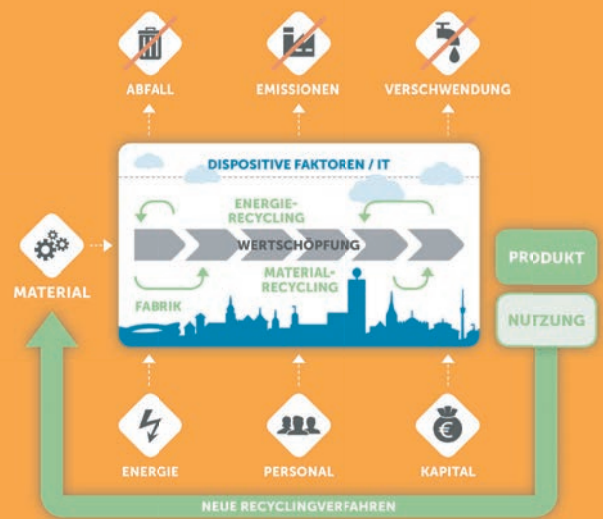 ABFALL
EMISSIONEN
VERSCHWENDUNG
DISPOSITIVE FAKTOREN / IT
ENERGIE-
RECYCLING
WERTSCHÖPFUNG
MATERIAL-
RECYCLING
FABRIK
MATERIAL
PRODUKT
NUTZUNG
ENERGIE
PERSONAL
KAPITAL
NEUE RECYCLINGVERFAHREN